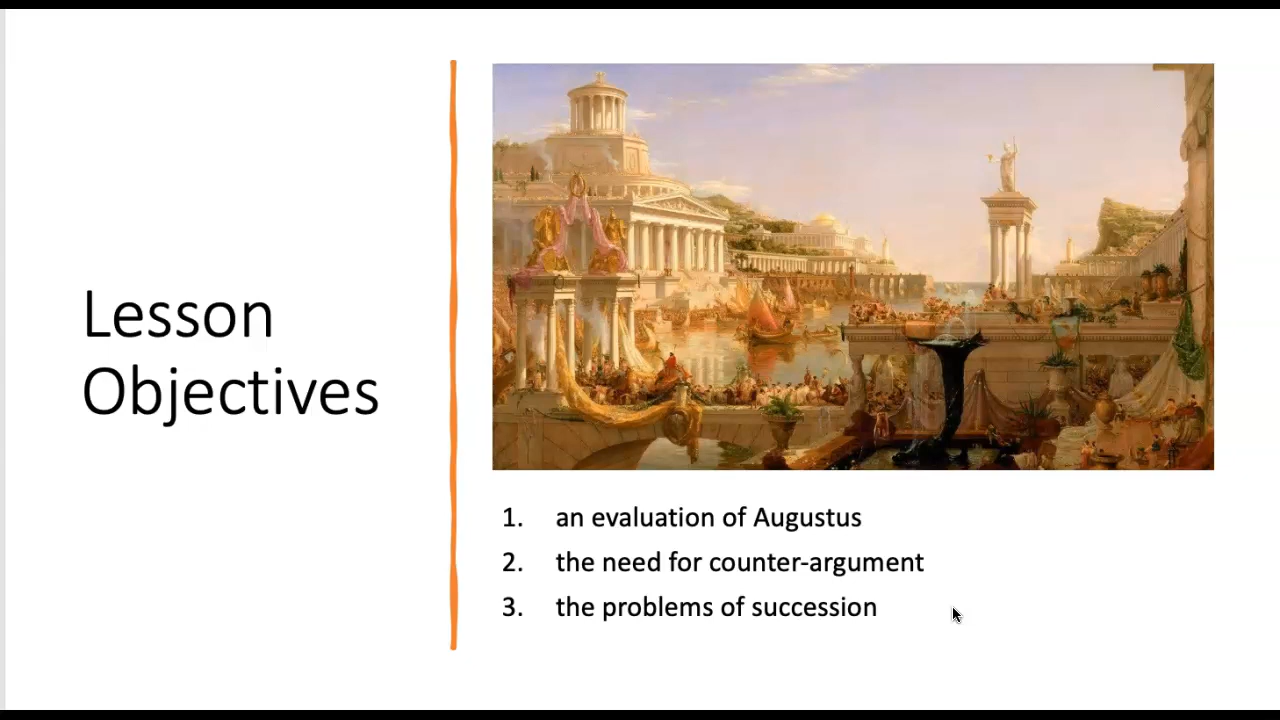 Lesson
Objectives
1. an evaluation of Augustus
2. the need for counter-argument
3. the problems of succession